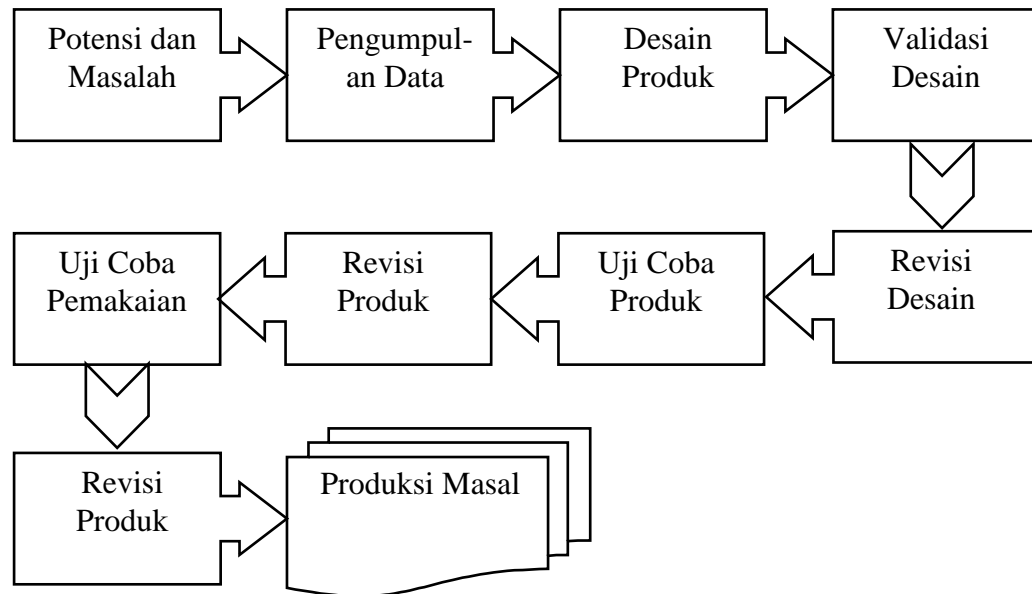 Potensi dan
Masalah
Pengumpul-
an Data
Desain
Produk
Validasi
Desain
Revisi
Desain
Uji Coba
Produk
Revisi
Produk
Uji Coba
Pemakaian
Revisi
Produk
Produksi Masal